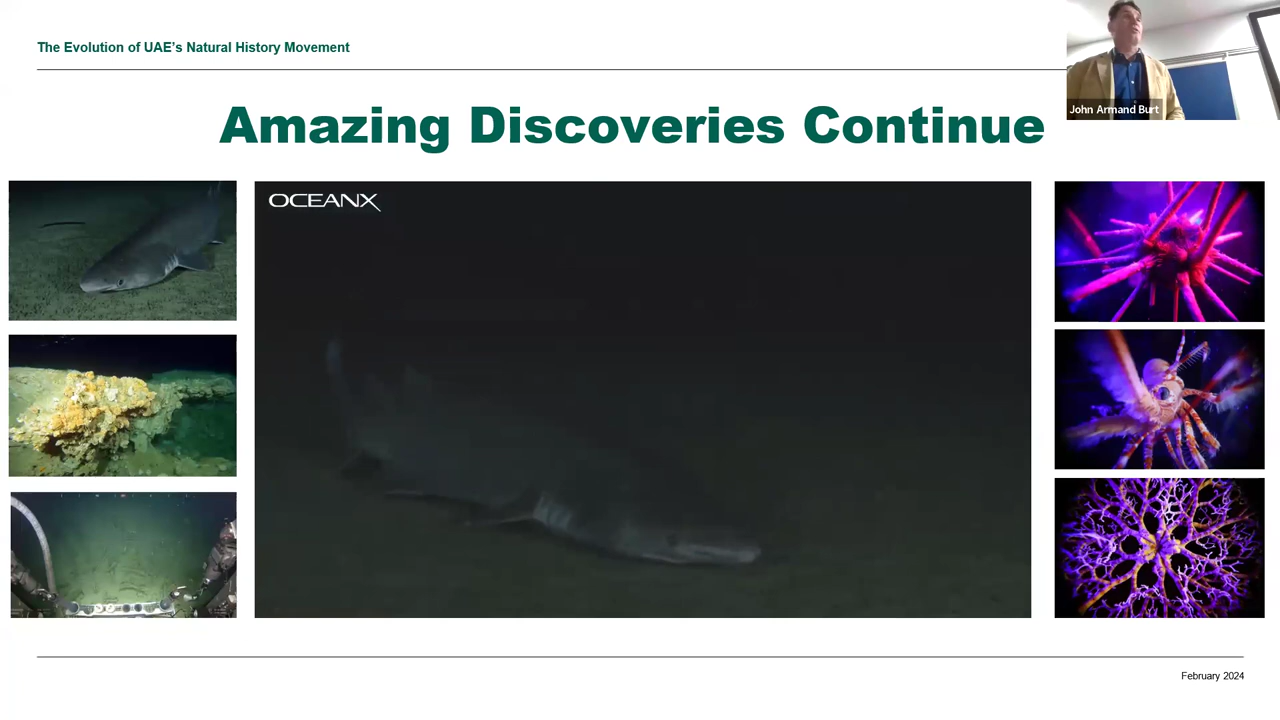 The Evolution of UAE's Natural History Movement
John Armand Burt
Amazing Discoveries Continue
OCEANX
February 2024